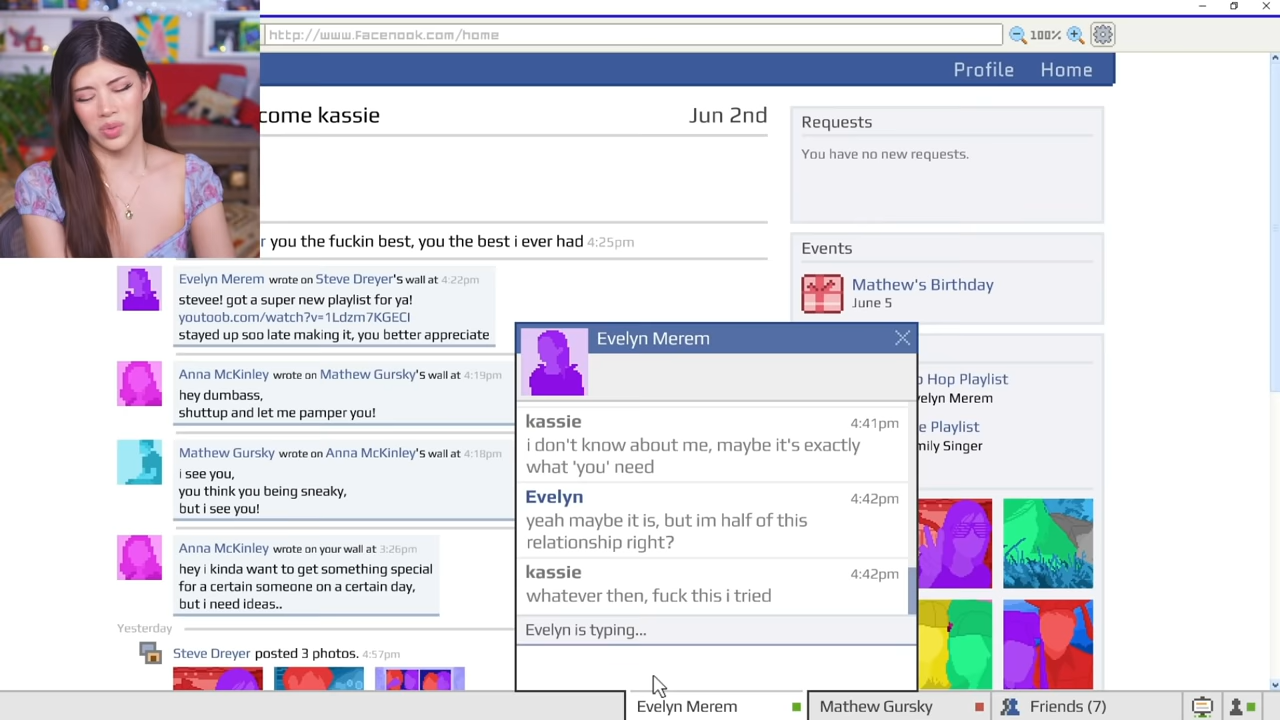 http://www.facenook.com/home
100%
Profile Home
come kassie
Jun 2nd
r you the fuckin best, you the best i ever had 4:25pm
Evelyn Merem wrote on Steve Dreyer's wall at 4:22pm
stevee! got a super new playlist for ya!
youtoob.com/watch?v=1Ldzm7KGECI
stayed up soo late making it, you better appreciate
Anna McKinley wrote on Mathew Gursky's wall at 4:19pm
hey dumbass,
shuttup and let me pamper you!
Mathew Gursky wrote on Anna McKinley's wall at 4:18pm
i see you,
you think you being sneaky,
but i see you!
Anna McKinley wrote on your wall at 3:26pm
hey i kinda want to get something special
for a certain someone on a certain day,
but i need ideas..
Yesterday
Steve Dreyer posted 3 photos. 4:57pm
Requests
You have no new requests.
Events
Mathew's Birthday
June 5
p Hop Playlist
velyn Merem
e Playlist
mily Singer
Evelyn Merem
kassie 4:41pm
i don't know about me, maybe it's exactly
what 'you' need
Evelyn 4:42pm
yeah maybe it is, but im half of this
relationship right?
kassie 4:42pm
whatever then, fuck this i tried
Evelyn is typing...
Evelyn Merem
Mathew Gursky
Friends (7)